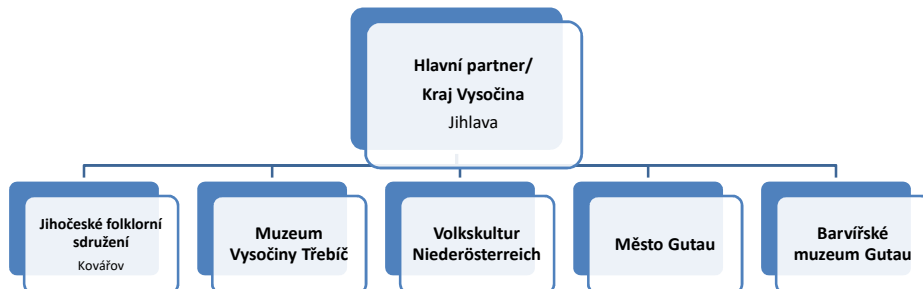 Hlavní partner/
Kraj Vysočina
Jihlava
Jihočeské folklorní
sdružení
Kovářov
Muzeum
Vysočiny Třebíč
Volkskultur
Niederösterreich
Město Gutau
Barvířské
muzeum Gutau